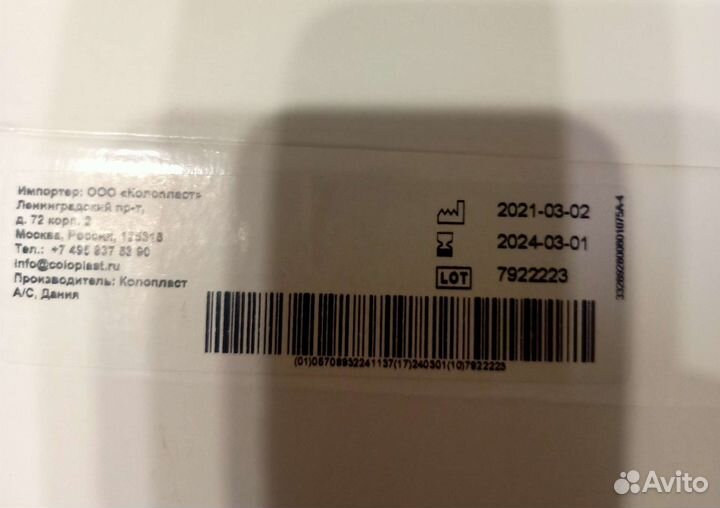 Импортер: ООО «Колопласт»
Ленинградский пр-т,
д. 72 корп. 2
Москва, Россия, 125315
Тел.: +7 495 937 53 90
info@coloplast.ru
Производитель: Колопласт
А/С, Дания
2021-03-02
2024-03-01
LOT 7922223
(01)05708932241137(17)240301(10)7922223
332892800801075A-4
Avito